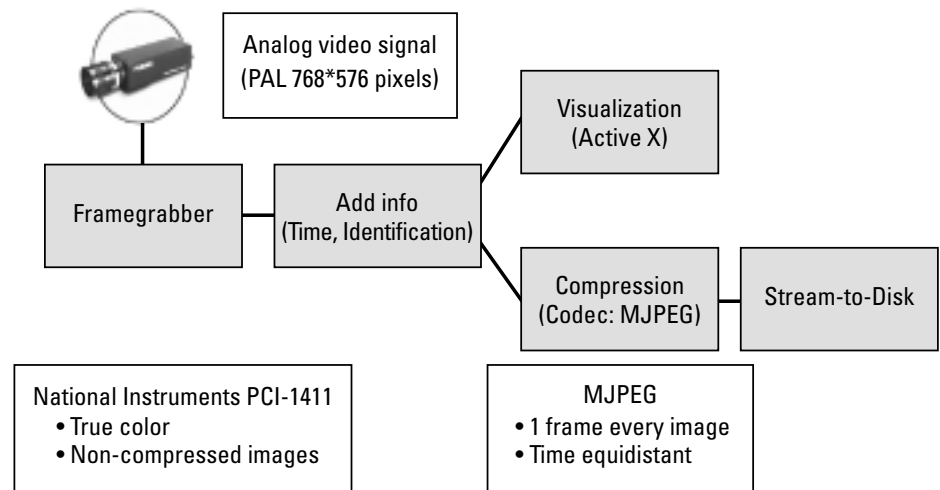 Analog video signal
(PAL 768*576 pixels)
Visualization
(Active X)
Framegrabber
Add info
(Time, Identification)
Compression
(Codec: MJPEG)
Stream-to-Disk
National Instruments PCI-1411
• True color
• Non-compressed images
MJPEG
• 1 frame every image
• Time equidistant